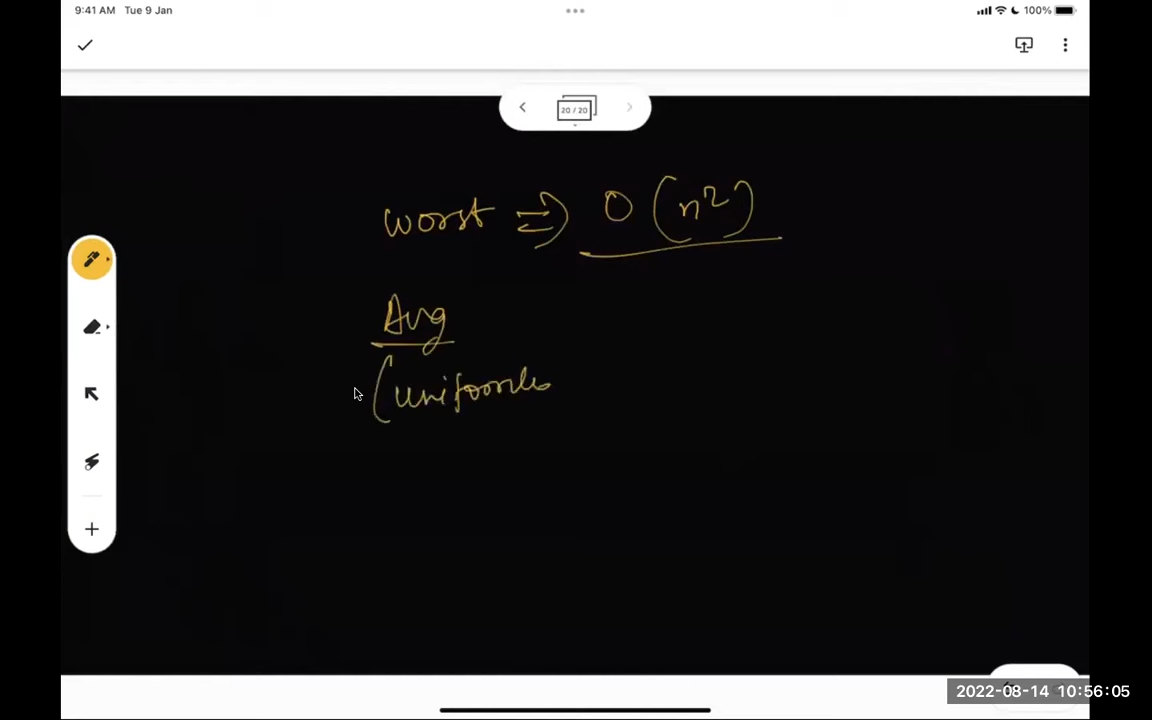 9:41 AM Tue 9 Jan
100%
20 / 20
worst ⇒ O (n²)
Avg
(uniformly
2022-08-14 10:56:05